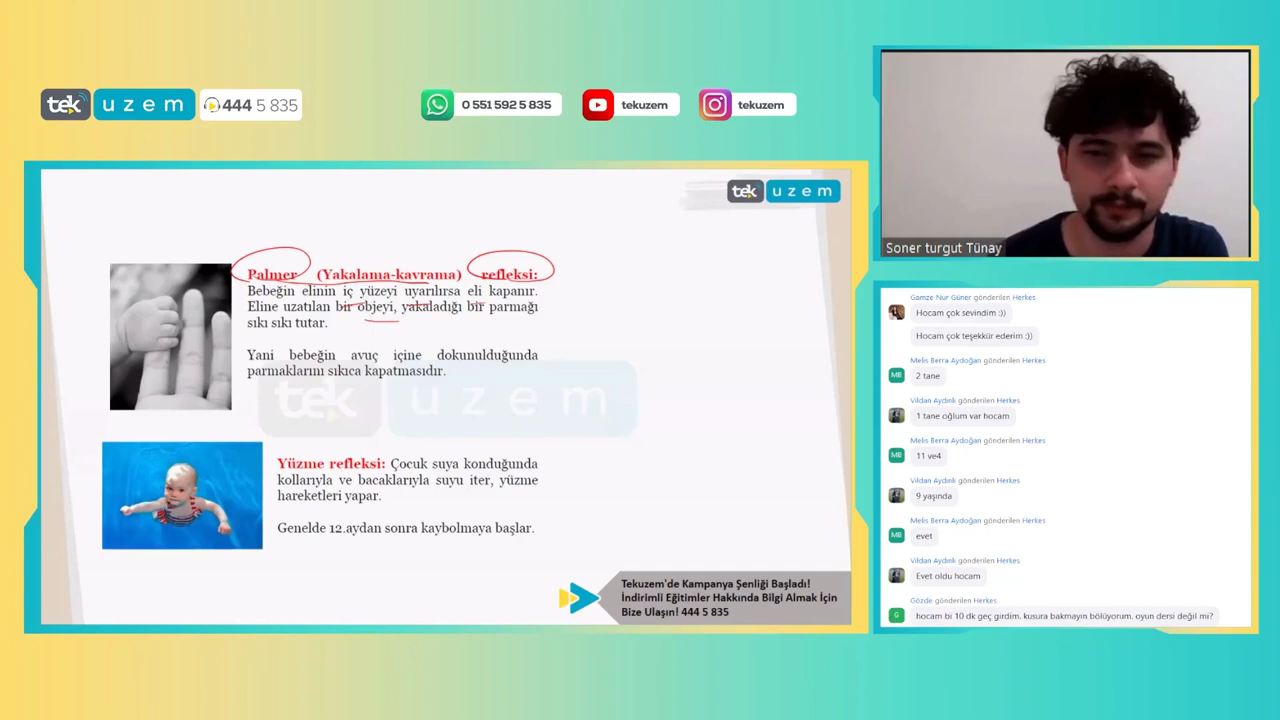 tek uzem 444 5 835
0 551 592 5 835
tekuzem
tekuzem
tek uzem
Palmer (Yakalama-kavrama) refleksi:
Bebeğin elinin iç yüzeyi uyarılırsa eli kapanır.
Eline uzatılan bir objeyi, yakaladığı bir parmağı
sıkı sıkı tutar.
Yani bebeğin avuç içine dokunulduğunda
parmaklarını sıkıca kapatmasıdır.
tek uzem
Yüzme refleksi: Çocuk suya konduğunda
kollarıyla ve bacaklarıyla suyu iter, yüzme
hareketleri yapar.
Genelde 12.aydan sonra kaybolmaya başlar.
Tekuzem'de Kampanya Şenliği Başladı!
İndirimli Eğitimler Hakkında Bilgi Almak İçin
Bize Ulaşın! 444 5 835
Soner turgut Tünay
Gamze Nur Güner gönderilen Herkes
Hocam çok sevindim :))
Hocam çok teşekkür ederim :))
Melis Berra Aydoğan gönderilen Herkes
MB
2 tane
Vildan Aydınlı gönderilen Herkes
1 tane oğlum var hocam
Melis Berra Aydoğan gönderilen Herkes
MB
11 ve4
Vildan Aydınlı gönderilen Herkes
9 yaşında
Melis Berra Aydoğan gönderilen Herkes
MB
evet
Vildan Aydınlı gönderilen Herkes
Evet oldu hocam
Gözde gönderilen Herkes
G
hocam bi 10 dk geç girdim. kusura bakmayın bölüyorum. oyun dersi değil mi?